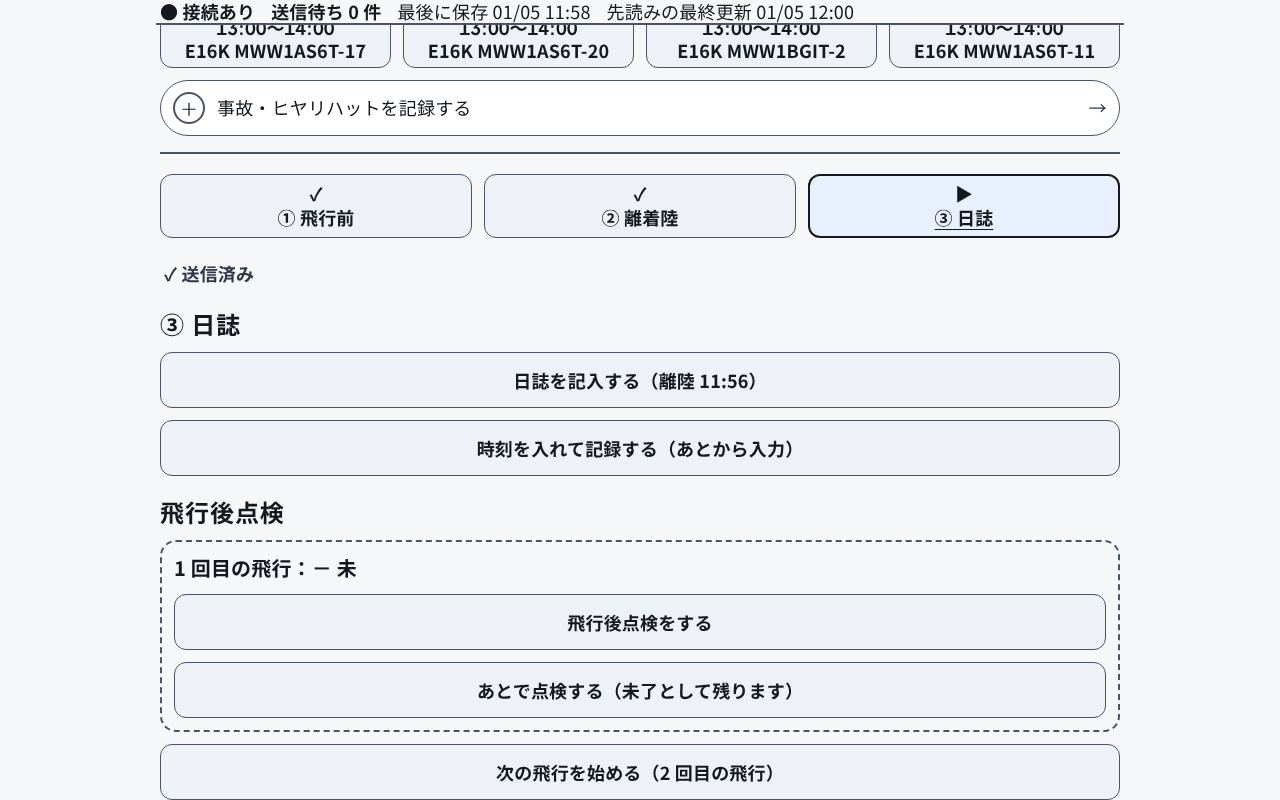 ● 接続あり 送信待ち 0 件 最後に保存 01/05 11:58 先読みの最終更新 01/05 12:00
13:00〜14:00 13:00〜14:00 13:00〜14:00 13:00〜14:00
E16K MWW1AS6T-17 E16K MWW1AS6T-20 E16K MWW1BGIT-2 E16K MWW1AS6T-11
＋ 事故・ヒヤリハットを記録する →
✓ ✓ ▶
① 飛行前 ② 離着陸 ③ 日誌
✓ 送信済み
③ 日誌
日誌を記入する（離陸 11:56）
時刻を入れて記録する（あとから入力）
飛行後点検
1 回目の飛行：－ 未
飛行後点検をする
あとで点検する（未了として残ります）
次の飛行を始める（2 回目の飛行）